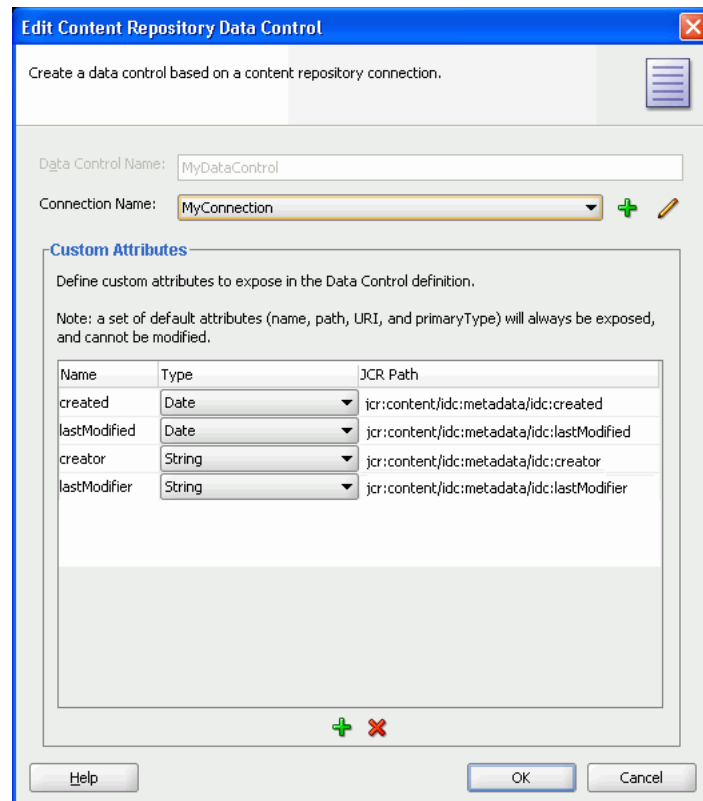 Edit Content Repository Data Control
Create a data control based on a content repository connection.
Data Control Name: MyDataControl
Connection Name: MyConnection
Custom Attributes
Define custom attributes to expose in the Data Control definition.
Note: a set of default attributes (name, path, URI, and primaryType) will always be exposed,
and cannot be modified.
Name Type JCR Path
created Date jcr:content/idc:metadata/idc:created
lastModified Date jcr:content/idc:metadata/idc:lastModified
creator String jcr:content/idc:metadata/idc:creator
lastModifier String jcr:content/idc:metadata/idc:lastModifier
Help OK Cancel